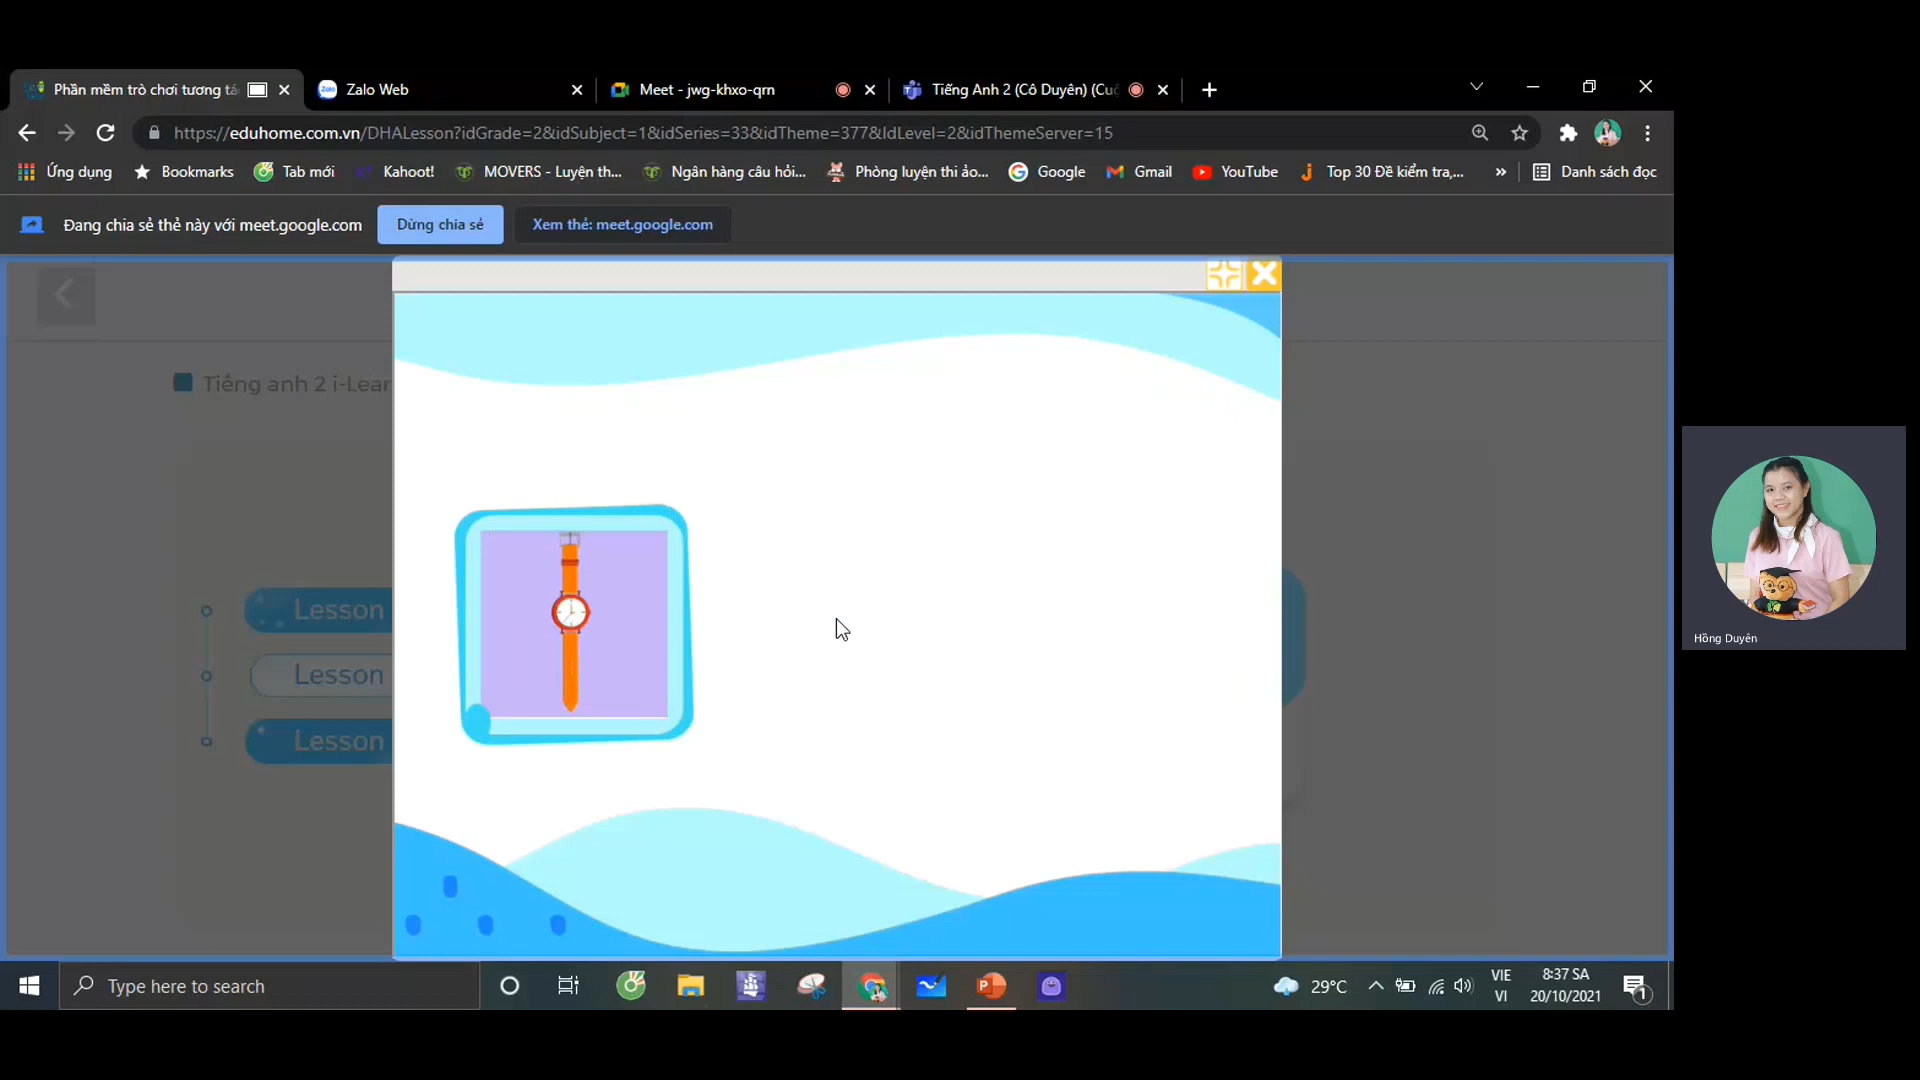 Phần mềm trò chơi tương tá
Zalo Web
Meet - jwg-khxo-qrn
Tiếng Anh 2 (Cô Duyên) (Cuộ
https://eduhome.com.vn/DHALesson?idGrade=2&idSubject=1&idSeries=33&idTheme=377&IdLevel=2&idThemeServer=15
Ứng dụng
Bookmarks
Tab mới
Kahoot!
MOVERS - Luyện th...
Ngân hàng câu hỏi...
Phòng luyện thi ảo...
Google
Gmail
YouTube
Top 30 Đề kiểm tra,...
»
Danh sách đọc
Đang chia sẻ thẻ này với meet.google.com
Dừng chia sẻ
Xem thẻ: meet.google.com
Tiếng anh 2 i-Lear
Lesson
Lesson
Lesson
Hồng Duyên
Type here to search
29°C
VIE
VI
8:37 SA
20/10/2021
1